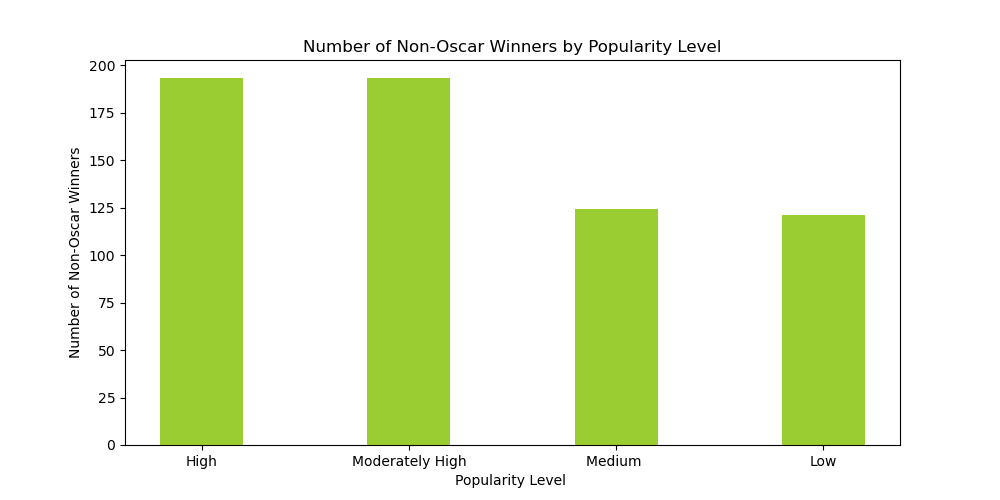 Number of Non-Oscar Winners by Popularity Level
200
175
150
125
100
75
50
25
0
Number of Non-Oscar Winners
High
Moderately High
Medium
Low
Popularity Level